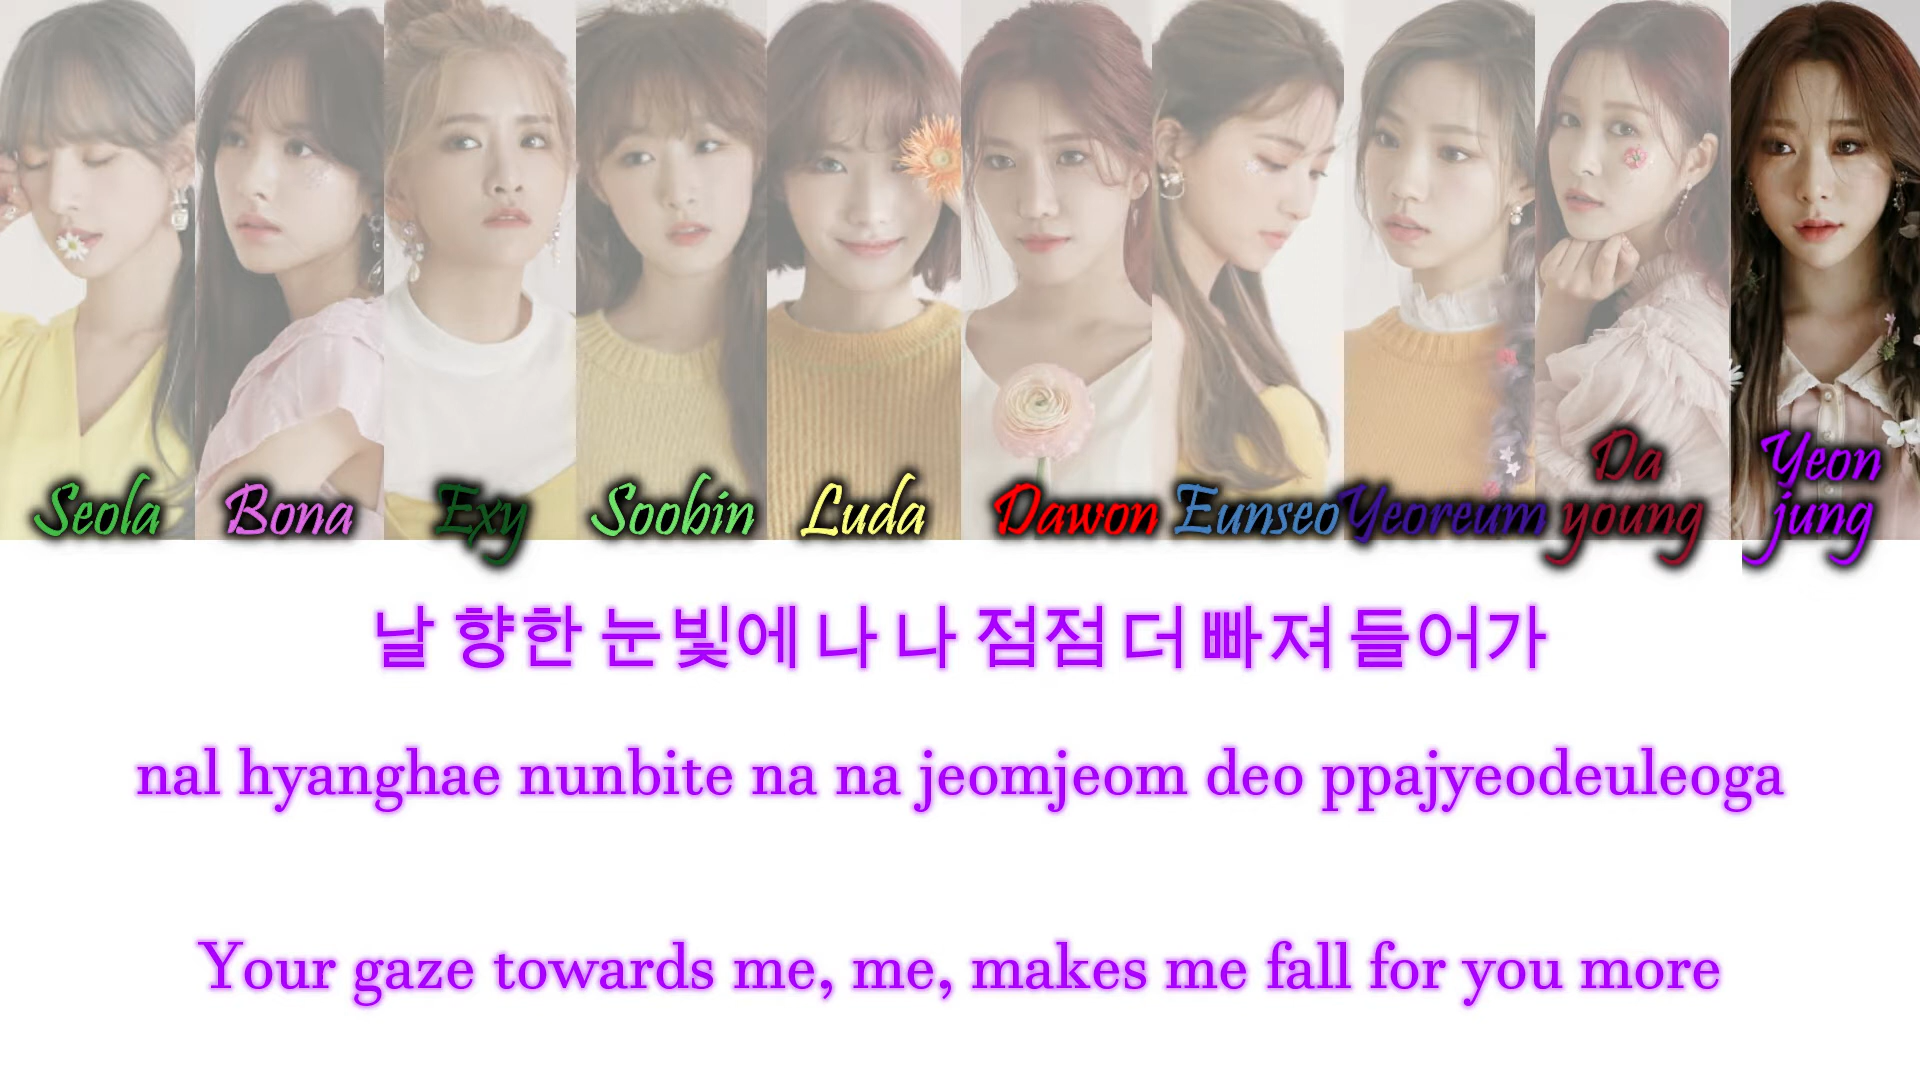 Seola Bona Exy Soobin Luda Dawon Eunseo Yeoreum Da young Yeon jung
날 향한 눈빛에 나 나 점점 더 빠져 들어가
nal hyanghae nunbite na na jeomjeom deo ppajyeodeuleoga
Your gaze towards me, me, makes me fall for you more